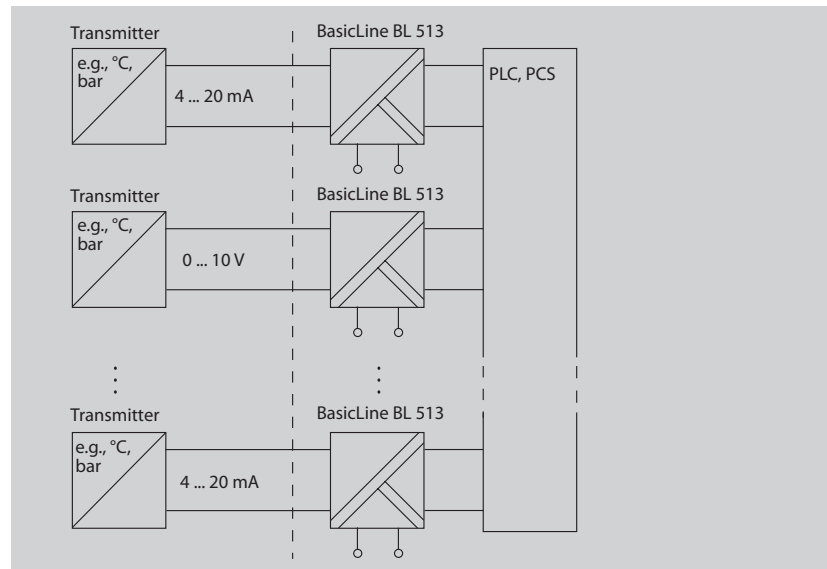 Transmitter
BasicLine BL 513
e.g., °C,
bar
4 ... 20 mA
PLC, PCS
Transmitter
BasicLine BL 513
e.g., °C,
bar
0 ... 10 V
Transmitter
BasicLine BL 513
e.g., °C,
bar
4 ... 20 mA